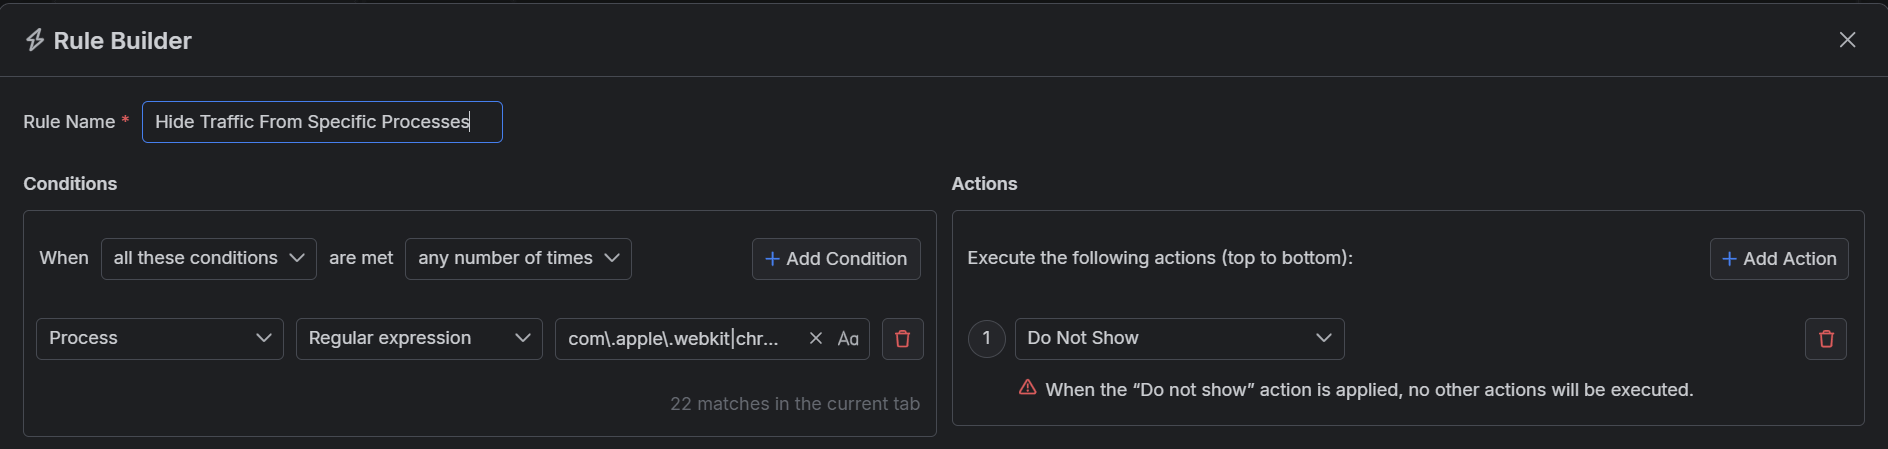 Rule Builder
Rule Name * Hide Traffic From Specific Processes
Conditions
When all these conditions are met any number of times + Add Condition
Process Regular expression com\.apple\.webkit|chr... Aa
22 matches in the current tab
Actions
Execute the following actions (top to bottom): + Add Action
1 Do Not Show
When the “Do not show” action is applied, no other actions will be executed.